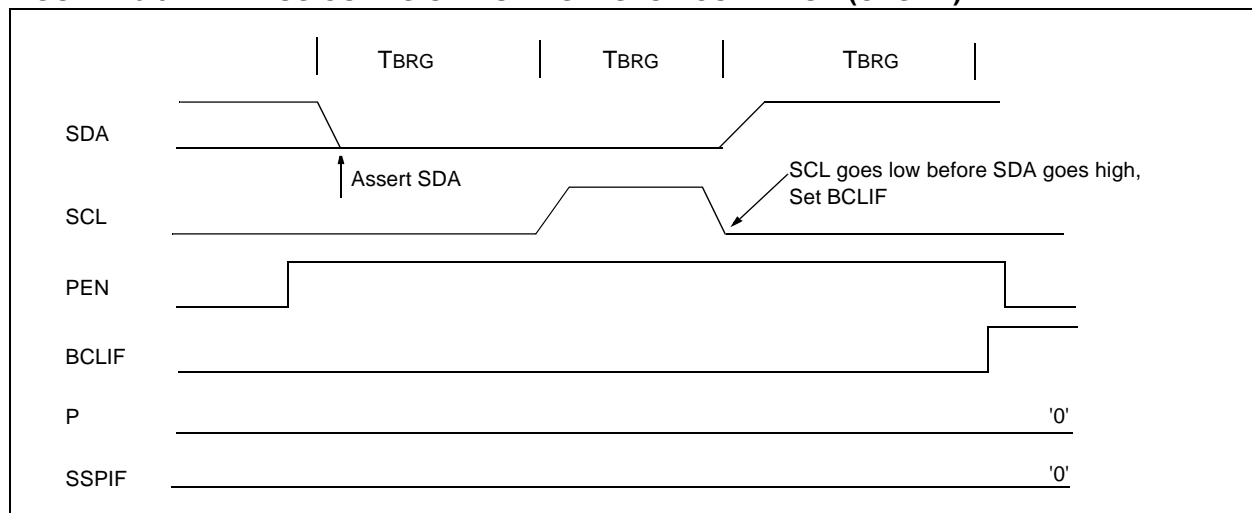 TBRG TBRG TBRG
SDA
Assert SDA
SCL goes low before SDA goes high,
Set BCLIF
SCL
PEN
BCLIF
P '0'
SSPIF '0'